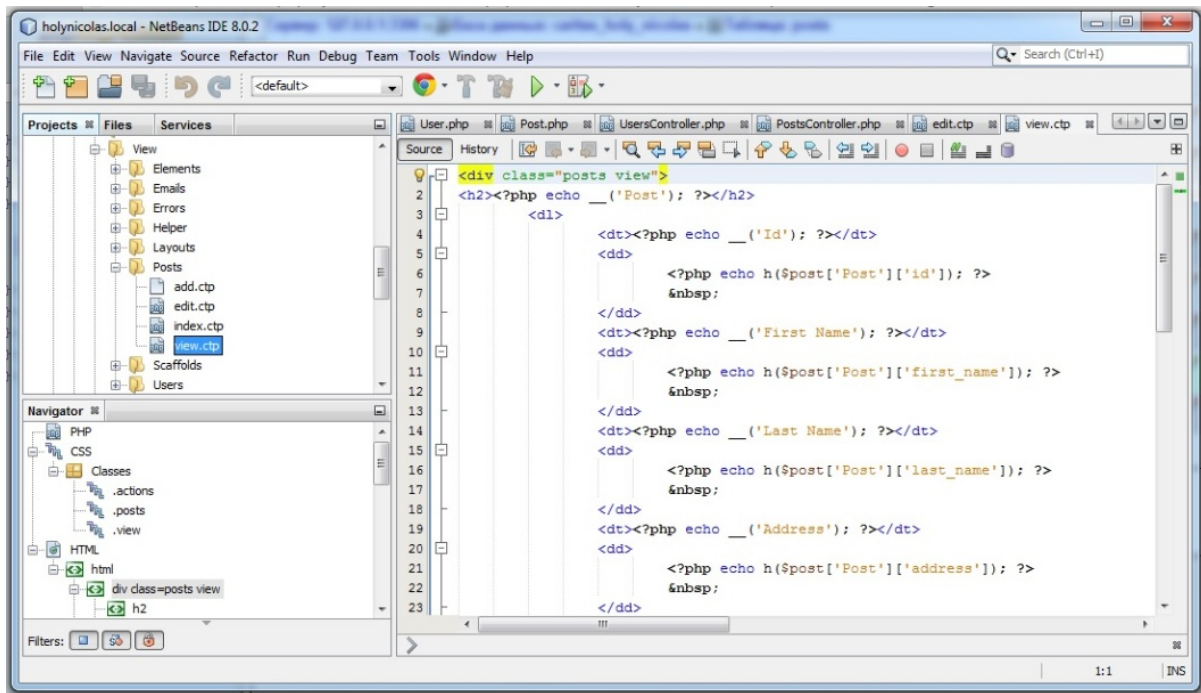 holynicolas.local - NetBeans IDE 8.0.2
File Edit View Navigate Source Refactor Run Debug Team Tools Window Help
Search (Ctrl+I)
<default>
Projects Files Services
View
Elements
Emails
Errors
Helper
Layouts
Posts
add.ctp
edit.ctp
index.ctp
view.ctp
Scaffolds
Users
Navigator
PHP
CSS
Classes
.actions
.posts
.view
HTML
html
div class=posts view
h2
Filters:
User.php Post.php UsersController.php PostsController.php edit.ctp view.ctp
Source History
<div class="posts view">
2 <h2><?php echo __('Post'); ?></h2>
3 <dl>
4 <dt><?php echo __('Id'); ?></dt>
5 <dd>
6 <?php echo h($post['Post']['id']); ?>
7 &nbsp;
8 </dd>
9 <dt><?php echo __('First Name'); ?></dt>
10 <dd>
11 <?php echo h($post['Post']['first_name']); ?>
12 &nbsp;
13 </dd>
14 <dt><?php echo __('Last Name'); ?></dt>
15 <dd>
16 <?php echo h($post['Post']['last_name']); ?>
17 &nbsp;
18 </dd>
19 <dt><?php echo __('Address'); ?></dt>
20 <dd>
21 <?php echo h($post['Post']['address']); ?>
22 &nbsp;
23 </dd>
1:1 INS